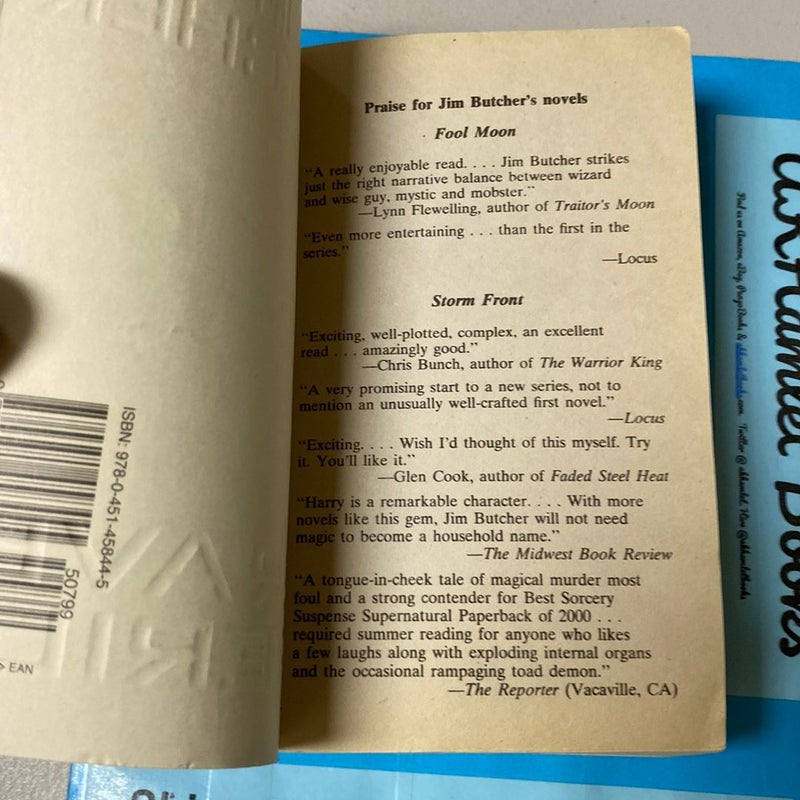 Praise for Jim Butcher's novels
Fool Moon
"A really enjoyable read. . . . Jim Butcher strikes
just the right narrative balance between wizard
and wise guy, mystic and mobster."
—Lynn Flewelling, author of Traitor's Moon
"Even more entertaining . . . than the first in the
series."
—Locus
Storm Front
"Exciting, well-plotted, complex, an excellent
read . . . amazingly good."
—Chris Bunch, author of The Warrior King
"A very promising start to a new series, not to
mention an unusually well-crafted first novel."
—Locus
"Exciting. . . . Wish I'd thought of this myself. Try
it. You'll like it."
—Glen Cook, author of Faded Steel Heat
"Harry is a remarkable character. . . . With more
novels like this gem, Jim Butcher will not need
magic to become a household name."
—The Midwest Book Review
"A tongue-in-cheek tale of magical murder most
foul and a strong contender for Best Sorcery
Suspense Supernatural Paperback of 2000 . . .
required summer reading for anyone who likes
a few laughs along with exploding internal organs
and the occasional rampaging toad demon."
—The Reporter (Vacaville, CA)
ISBN: 978-0-451-45844-5
50799
EAN
Books